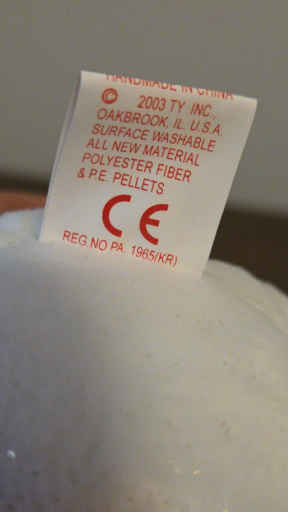 HANDMADE IN CHINA
© 2003 TY INC.,
OAKBROOK, IL. U.S.A.
SURFACE WASHABLE
ALL NEW MATERIAL
POLYESTER FIBER
& P.E. PELLETS
CE
REG.NO PA. 1965(KR)